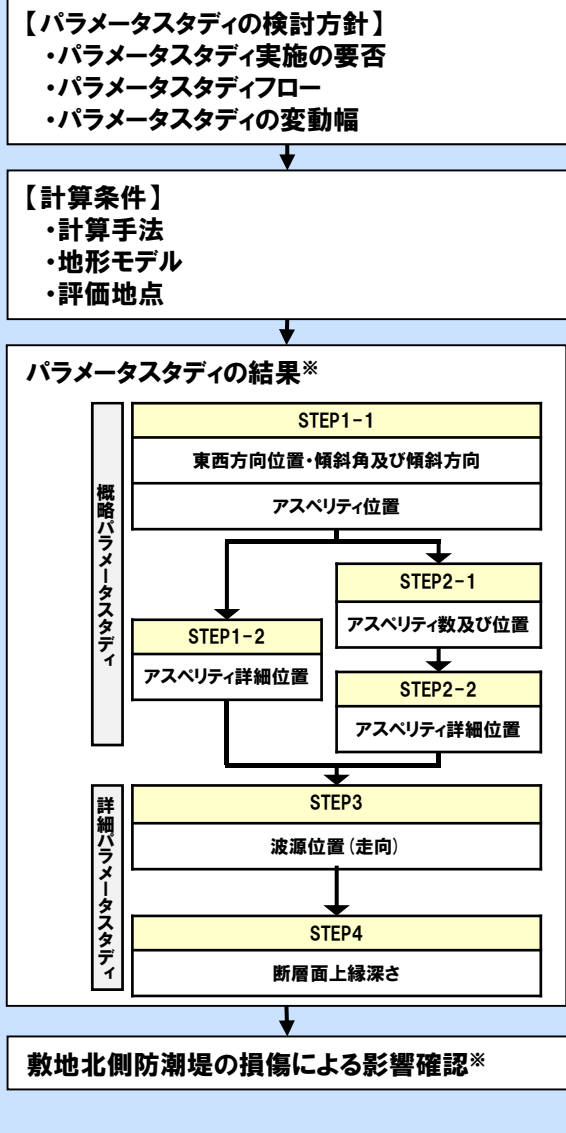 【パラメータスタディの検討方針】
・パラメータスタディ実施の要否
・パラメータスタディフロー
・パラメータスタディの変動幅
【計算条件】
・計算手法
・地形モデル
・評価地点
パラメータスタディの結果※
概略パラメータスタディ
STEP1-1
東西方向位置・傾斜角及び傾斜方向
アスペリティ位置
STEP1-2
アスペリティ詳細位置
STEP2-1
アスペリティ数及び位置
STEP2-2
アスペリティ詳細位置
詳細パラメータスタディ
STEP3
波源位置(走向)
STEP4
断層面上縁深さ
敷地北側防潮堤の損傷による影響確認※